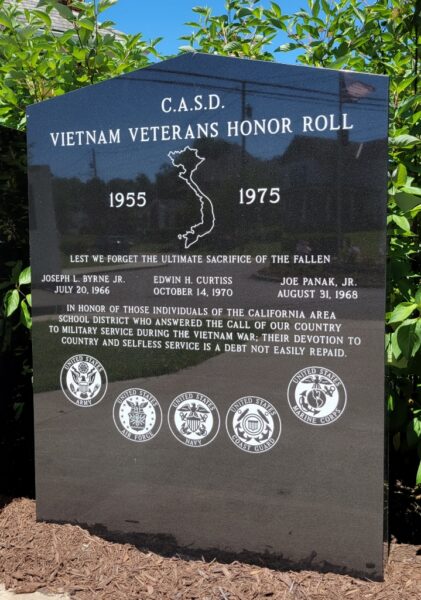 C.A.S.D.
VIETNAM VETERANS HONOR ROLL
1955 1975
LEST WE FORGET THE ULTIMATE SACRIFICE OF THE FALLEN
JOSEPH L. BYRNE JR. EDWIN H. CURTISS JOE PANAK, JR.
JULY 20, 1966 OCTOBER 14, 1970 AUGUST 31, 1968
IN HONOR OF THOSE INDIVIDUALS OF THE CALIFORNIA AREA
SCHOOL DISTRICT WHO ANSWERED THE CALL OF OUR COUNTRY
TO MILITARY SERVICE DURING THE VIETNAM WAR; THEIR DEVOTION TO
COUNTRY AND SELFLESS SERVICE IS A DEBT NOT EASILY REPAID.
UNITED STATES
ARMY
UNITED STATES
AIR FORCE
UNITED STATES
NAVY
UNITED STATES
COAST GUARD
UNITED STATES
MARINE CORPS